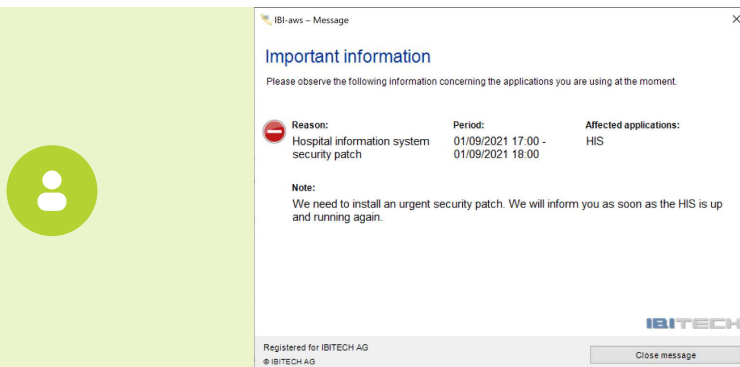 IBI-aws – Message
Important information
Please observe the following information concerning the applications you are using at the moment.
Reason:
Period:
Affected applications:
Hospital information system
security patch
01/09/2021 17:00 -
01/09/2021 18:00
HIS
Note:
We need to install an urgent security patch. We will inform you as soon as the HIS is up
and running again.
IBITECH
Registered for IBITECH AG
© IBITECH AG
Close message